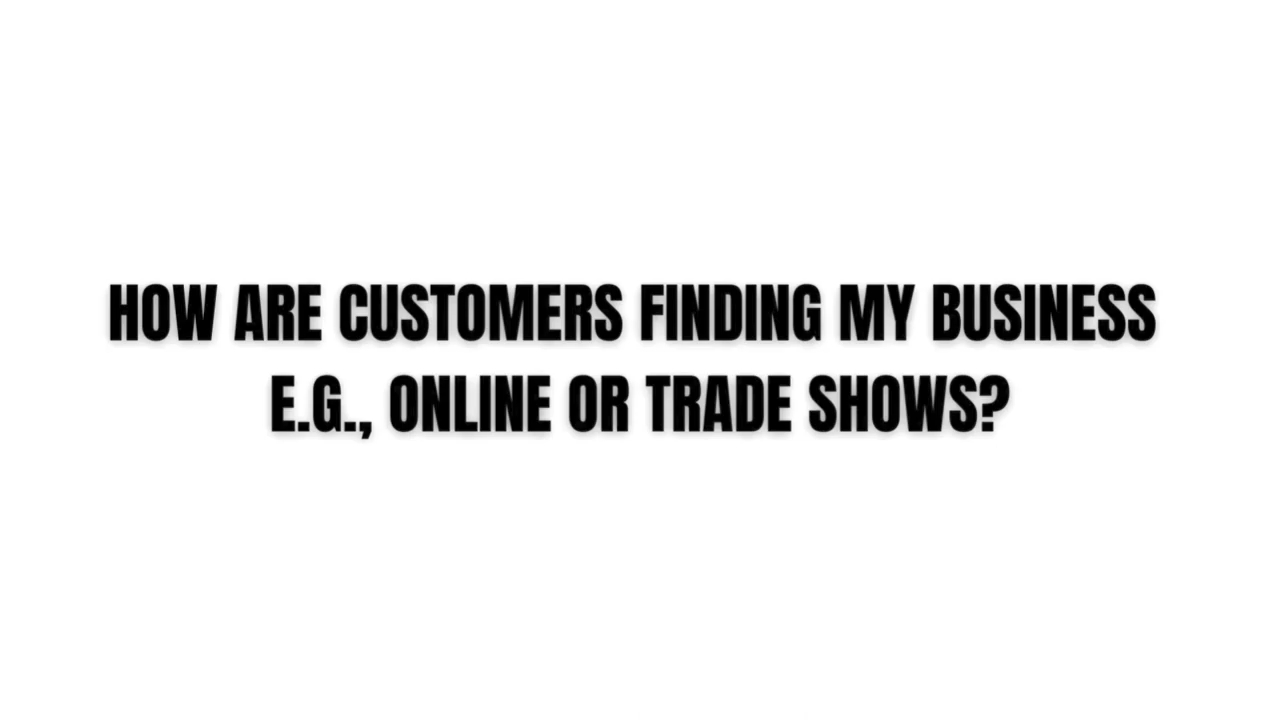 HOW ARE CUSTOMERS FINDING MY BUSINESS
E.G., ONLINE OR TRADE SHOWS?